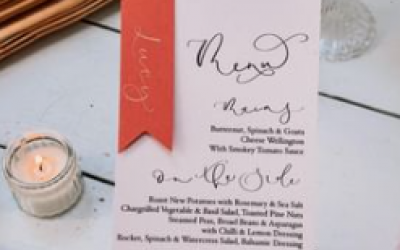 Lucy
Menu
Mains
Butternut, Spinach & Goats
Cheese Wellington
With Smokey Tomato Sauce
on the Side
Roast New Potatoes with Rosemary & Sea Salt
Chargrilled Vegetable & Basil Salad, Toasted Pine Nuts
Steamed Peas, Broad Beans & Asparagus
with Chilli & Lemon Dressing
Rocket, Spinach & Watercress Salad, Balsamic Dressing